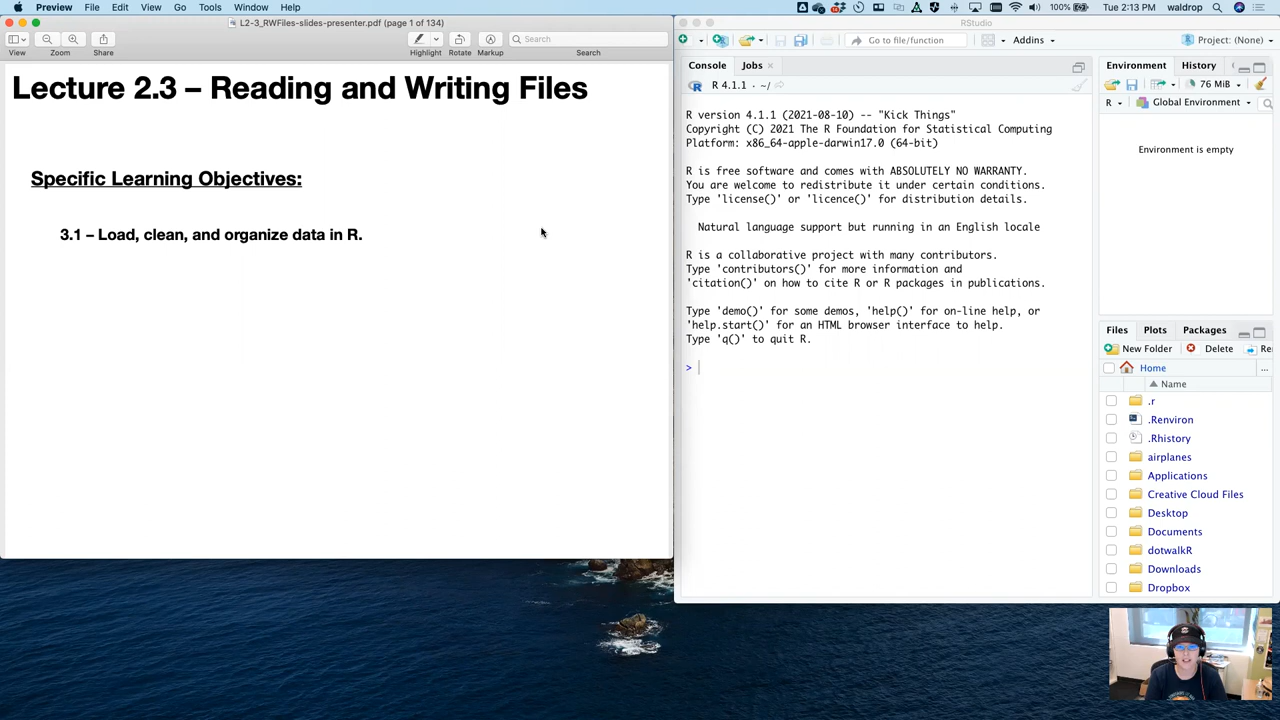 Preview File Edit View Go Tools Window Help 100% Tue 2:13 PM waldrop
L2-3_RWFiles-slides-presenter.pdf (page 1 of 134)
View Zoom Share Highlight Rotate Markup Search
Search
Lecture 2.3 – Reading and Writing Files
Specific Learning Objectives:
3.1 – Load, clean, and organize data in R.
RStudio
Go to file/function Addins Project: (None)
Console Jobs
R 4.1.1 · ~/
R version 4.1.1 (2021-08-10) -- "Kick Things"
Copyright (C) 2021 The R Foundation for Statistical Computing
Platform: x86_64-apple-darwin17.0 (64-bit)
R is free software and comes with ABSOLUTELY NO WARRANTY.
You are welcome to redistribute it under certain conditions.
Type 'license()' or 'licence()' for distribution details.
Natural language support but running in an English locale
R is a collaborative project with many contributors.
Type 'contributors()' for more information and
'citation()' on how to cite R or R packages in publications.
Type 'demo()' for some demos, 'help()' for on-line help, or
'help.start()' for an HTML browser interface to help.
Type 'q()' to quit R.
>
Environment History
76 MiB
R Global Environment
Environment is empty
Files Plots Packages
New Folder Delete Re
Home ...
Name
.r
.Renviron
.Rhistory
airplanes
Applications
Creative Cloud Files
Desktop
Documents
dotwalkR
Downloads
Dropbox